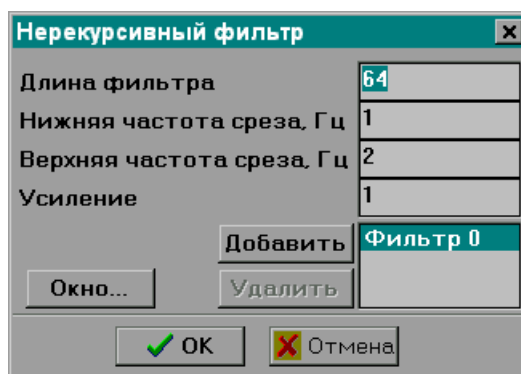 Нерекурсивный фильтр
Длина фильтра 64
Нижняя частота среза, Гц 1
Верхняя частота среза, Гц 2
Усиление 1
Добавить Фильтр 0
Окно... Удалить
OK Отмена